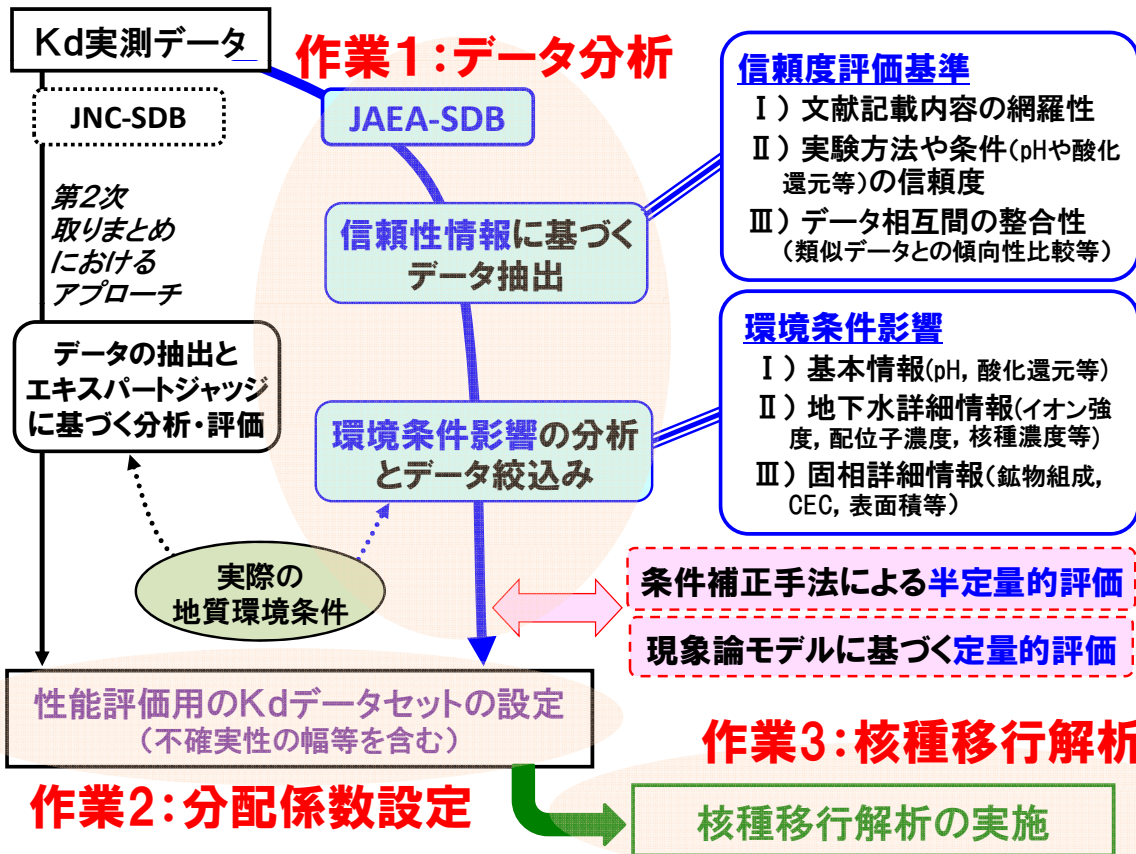 Kd実測データ
作業1:データ分析
JNC-SDB
JAEA-SDB
第2次
取りまとめ
における
アプローチ
信頼性情報に基づく
データ抽出
データの抽出と
エキスパートジャッジ
に基づく分析・評価
環境条件影響の分析
とデータ絞込み
実際の
地質環境条件
信頼度評価基準
Ⅰ）文献記載内容の網羅性
Ⅱ）実験方法や条件(pHや酸化
還元等)の信頼度
Ⅲ）データ相互間の整合性
（類似データとの傾向性比較等）
環境条件影響
Ⅰ）基本情報(pH, 酸化還元等)
Ⅱ）地下水詳細情報(イオン強
度, 配位子濃度, 核種濃度等)
Ⅲ）固相詳細情報(鉱物組成,
CEC, 表面積等)
条件補正手法による半定量的評価
現象論モデルに基づく定量的評価
性能評価用のKdデータセットの設定
（不確実性の幅等を含む）
作業2:分配係数設定
作業3:核種移行解析
核種移行解析の実施